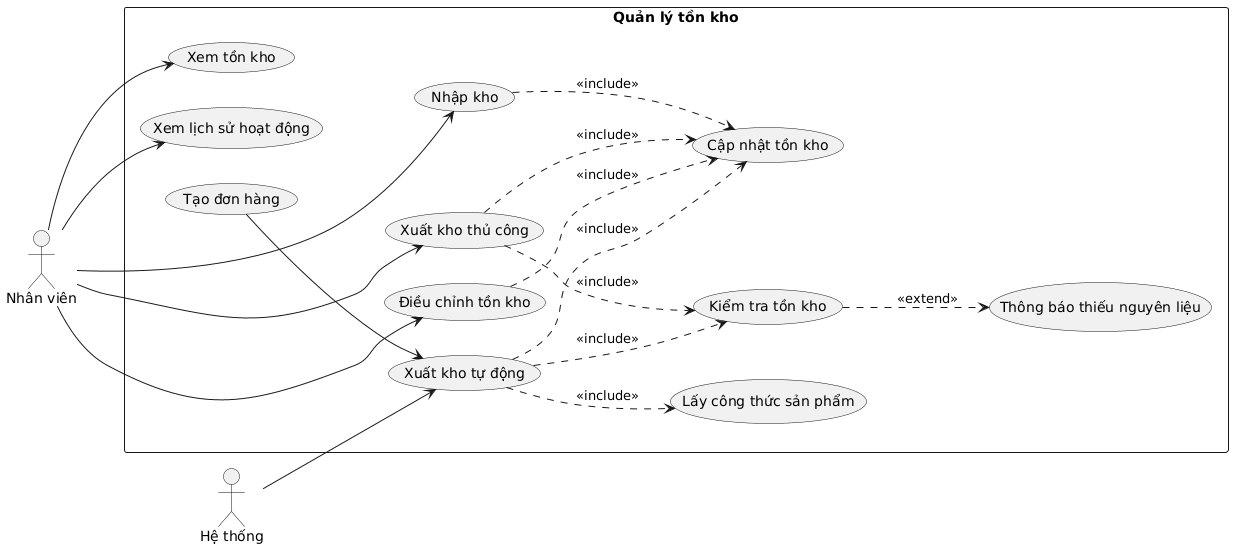 Quản lý tồn kho
Xem tồn kho
Nhập kho
«include»
Xem lịch sử hoạt động
«include»
Cập nhật tồn kho
«include»
Tạo đơn hàng
Xuất kho thủ công
«include»
«include»
Nhân viên
Điều chỉnh tồn kho
Kiểm tra tồn kho
«extend»
Thông báo thiếu nguyên liệu
«include»
Xuất kho tự động
«include»
Lấy công thức sản phẩm
Hệ thống